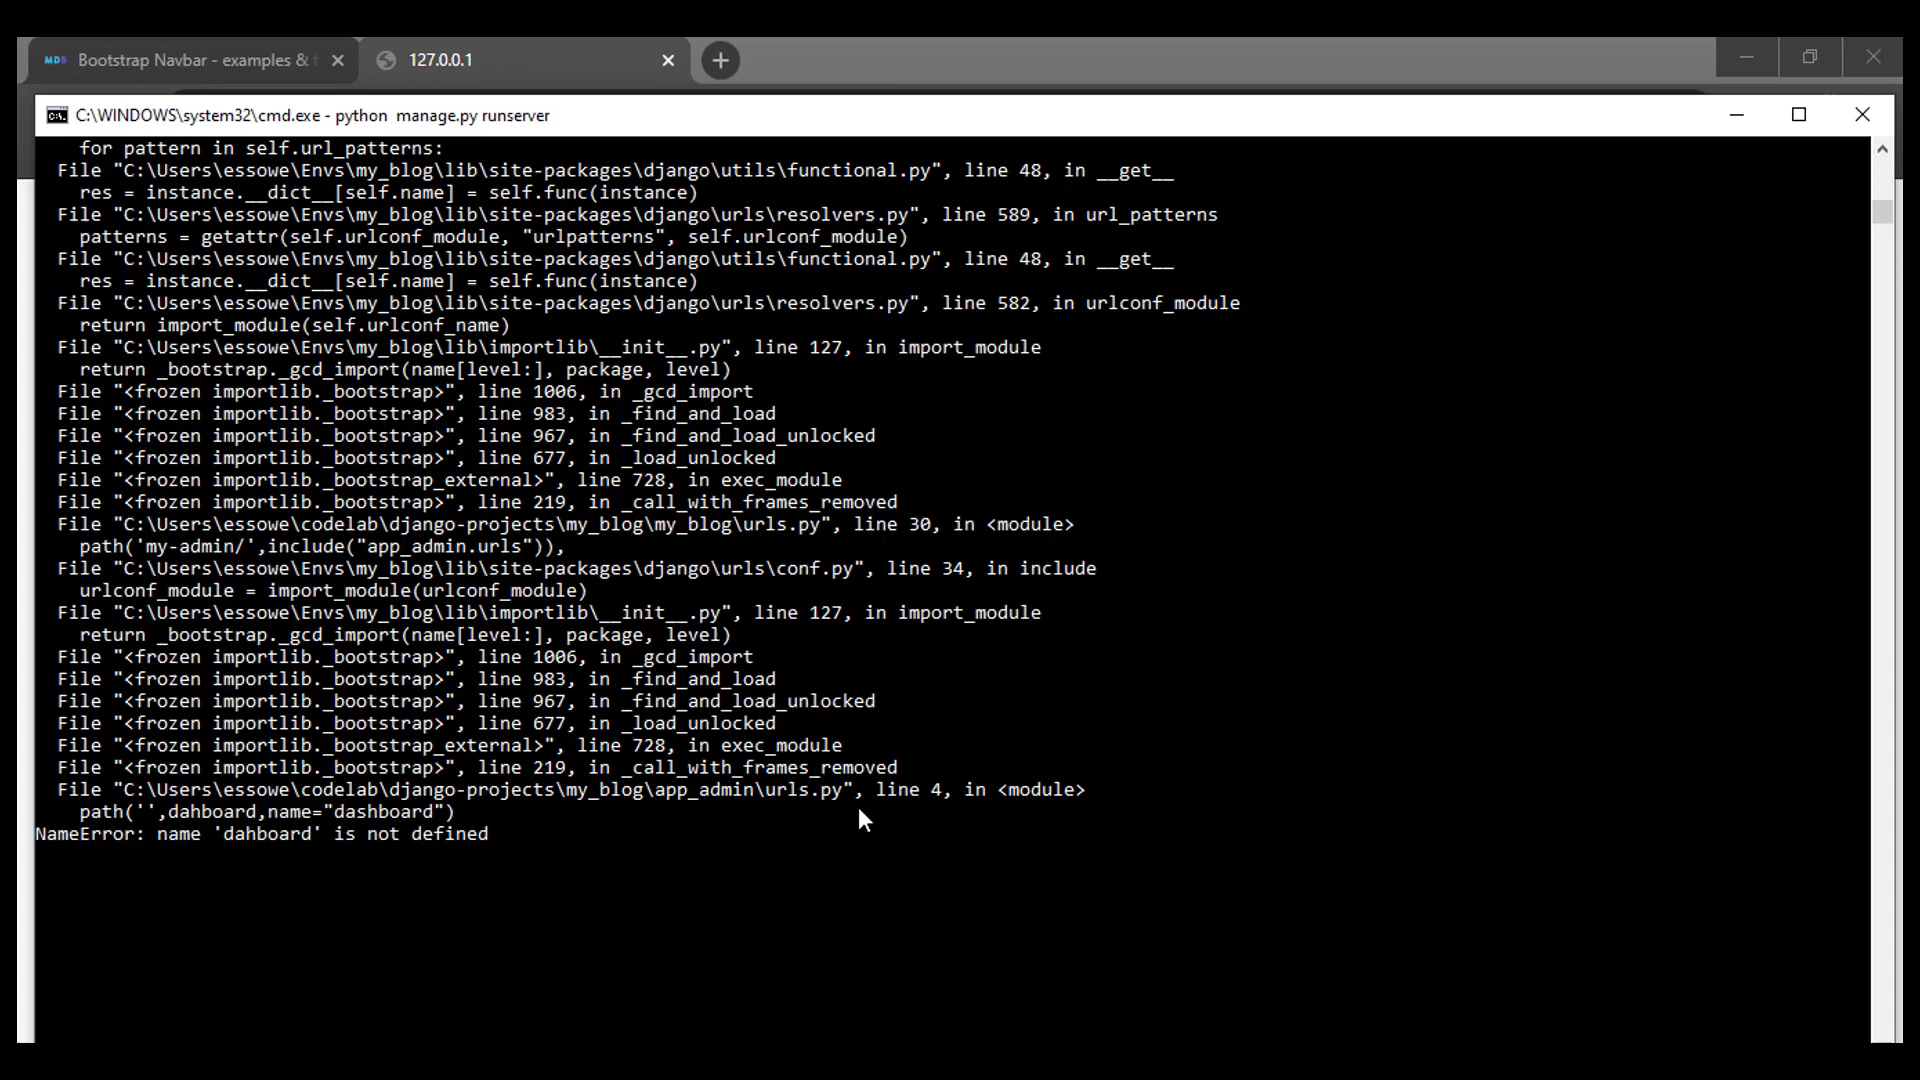 MDB Bootstrap Navbar - examples & t
127.0.0.1
C:\WINDOWS\system32\cmd.exe - python  manage.py runserver
    for pattern in self.url_patterns:
  File "C:\Users\essowe\Envs\my_blog\lib\site-packages\django\utils\functional.py", line 48, in __get__
    res = instance.__dict__[self.name] = self.func(instance)
  File "C:\Users\essowe\Envs\my_blog\lib\site-packages\django\urls\resolvers.py", line 589, in url_patterns
    patterns = getattr(self.urlconf_module, "urlpatterns", self.urlconf_module)
  File "C:\Users\essowe\Envs\my_blog\lib\site-packages\django\utils\functional.py", line 48, in __get__
    res = instance.__dict__[self.name] = self.func(instance)
  File "C:\Users\essowe\Envs\my_blog\lib\site-packages\django\urls\resolvers.py", line 582, in urlconf_module
    return import_module(self.urlconf_name)
  File "C:\Users\essowe\Envs\my_blog\lib\importlib\__init__.py", line 127, in import_module
    return _bootstrap._gcd_import(name[level:], package, level)
  File "<frozen importlib._bootstrap>", line 1006, in _gcd_import
  File "<frozen importlib._bootstrap>", line 983, in _find_and_load
  File "<frozen importlib._bootstrap>", line 967, in _find_and_load_unlocked
  File "<frozen importlib._bootstrap>", line 677, in _load_unlocked
  File "<frozen importlib._bootstrap_external>", line 728, in exec_module
  File "<frozen importlib._bootstrap>", line 219, in _call_with_frames_removed
  File "C:\Users\essowe\codelab\django-projects\my_blog\my_blog\urls.py", line 30, in <module>
    path('my-admin/',include("app_admin.urls")),
  File "C:\Users\essowe\Envs\my_blog\lib\site-packages\django\urls\conf.py", line 34, in include
    urlconf_module = import_module(urlconf_module)
  File "C:\Users\essowe\Envs\my_blog\lib\importlib\__init__.py", line 127, in import_module
    return _bootstrap._gcd_import(name[level:], package, level)
  File "<frozen importlib._bootstrap>", line 1006, in _gcd_import
  File "<frozen importlib._bootstrap>", line 983, in _find_and_load
  File "<frozen importlib._bootstrap>", line 967, in _find_and_load_unlocked
  File "<frozen importlib._bootstrap>", line 677, in _load_unlocked
  File "<frozen importlib._bootstrap_external>", line 728, in exec_module
  File "<frozen importlib._bootstrap>", line 219, in _call_with_frames_removed
  File "C:\Users\essowe\codelab\django-projects\my_blog\app_admin\urls.py", line 4, in <module>
    path('',dahboard,name="dashboard")
NameError: name 'dahboard' is not defined